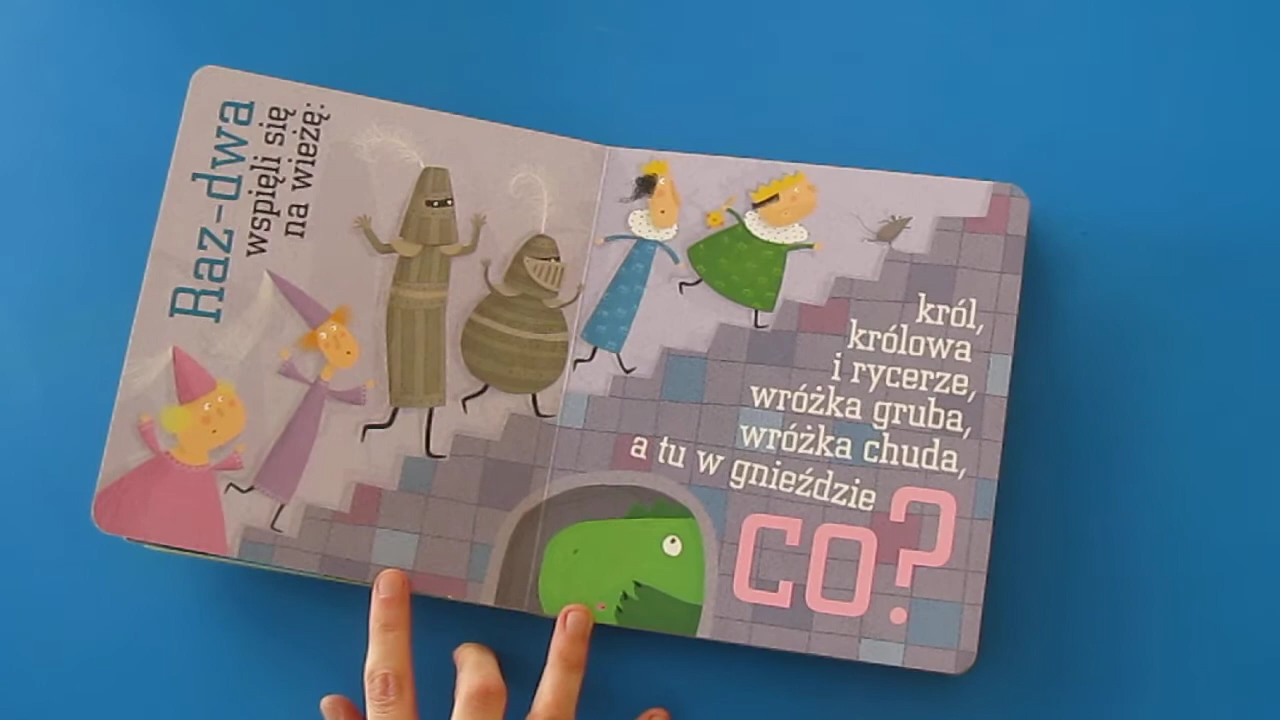 Raz-dwa
wspięli się
na wieżę:
król,
królowa
i rycerze,
wróżka gruba,
wróżka chuda,
a tu w gnieździe
co?